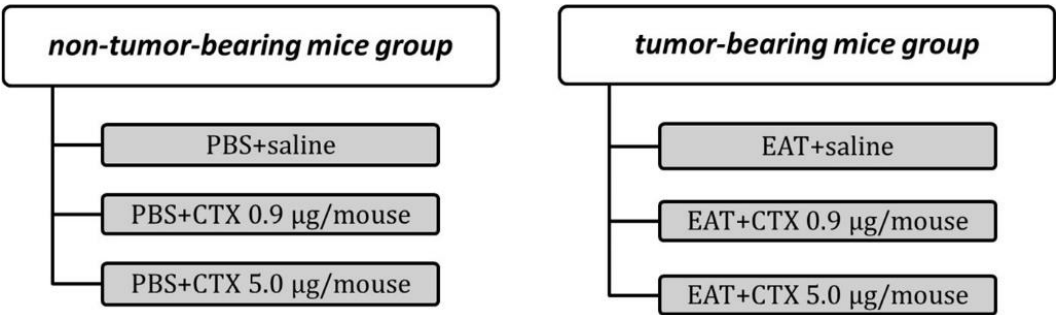 non-tumor-bearing mice group
PBS+saline
PBS+CTX 0.9 μg/mouse
PBS+CTX 5.0 μg/mouse
tumor-bearing mice group
EAT+saline
EAT+CTX 0.9 μg/mouse
EAT+CTX 5.0 μg/mouse